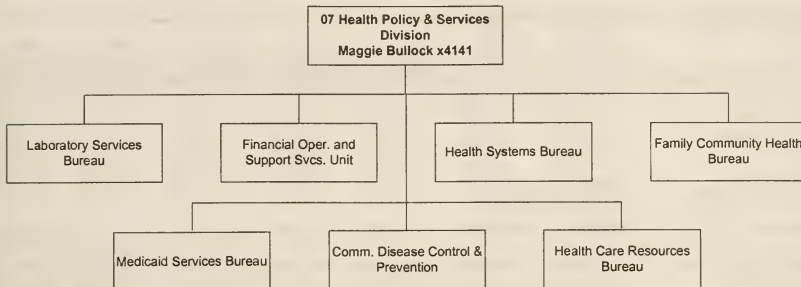 07 Health Policy & Services
Division
Maggie Bullock x4141
Laboratory Services
Bureau
Financial Oper. and
Support Svcs. Unit
Health Systems Bureau
Family Community Health
Bureau
Medicaid Services Bureau
Comm. Disease Control &
Prevention
Health Care Resources
Bureau